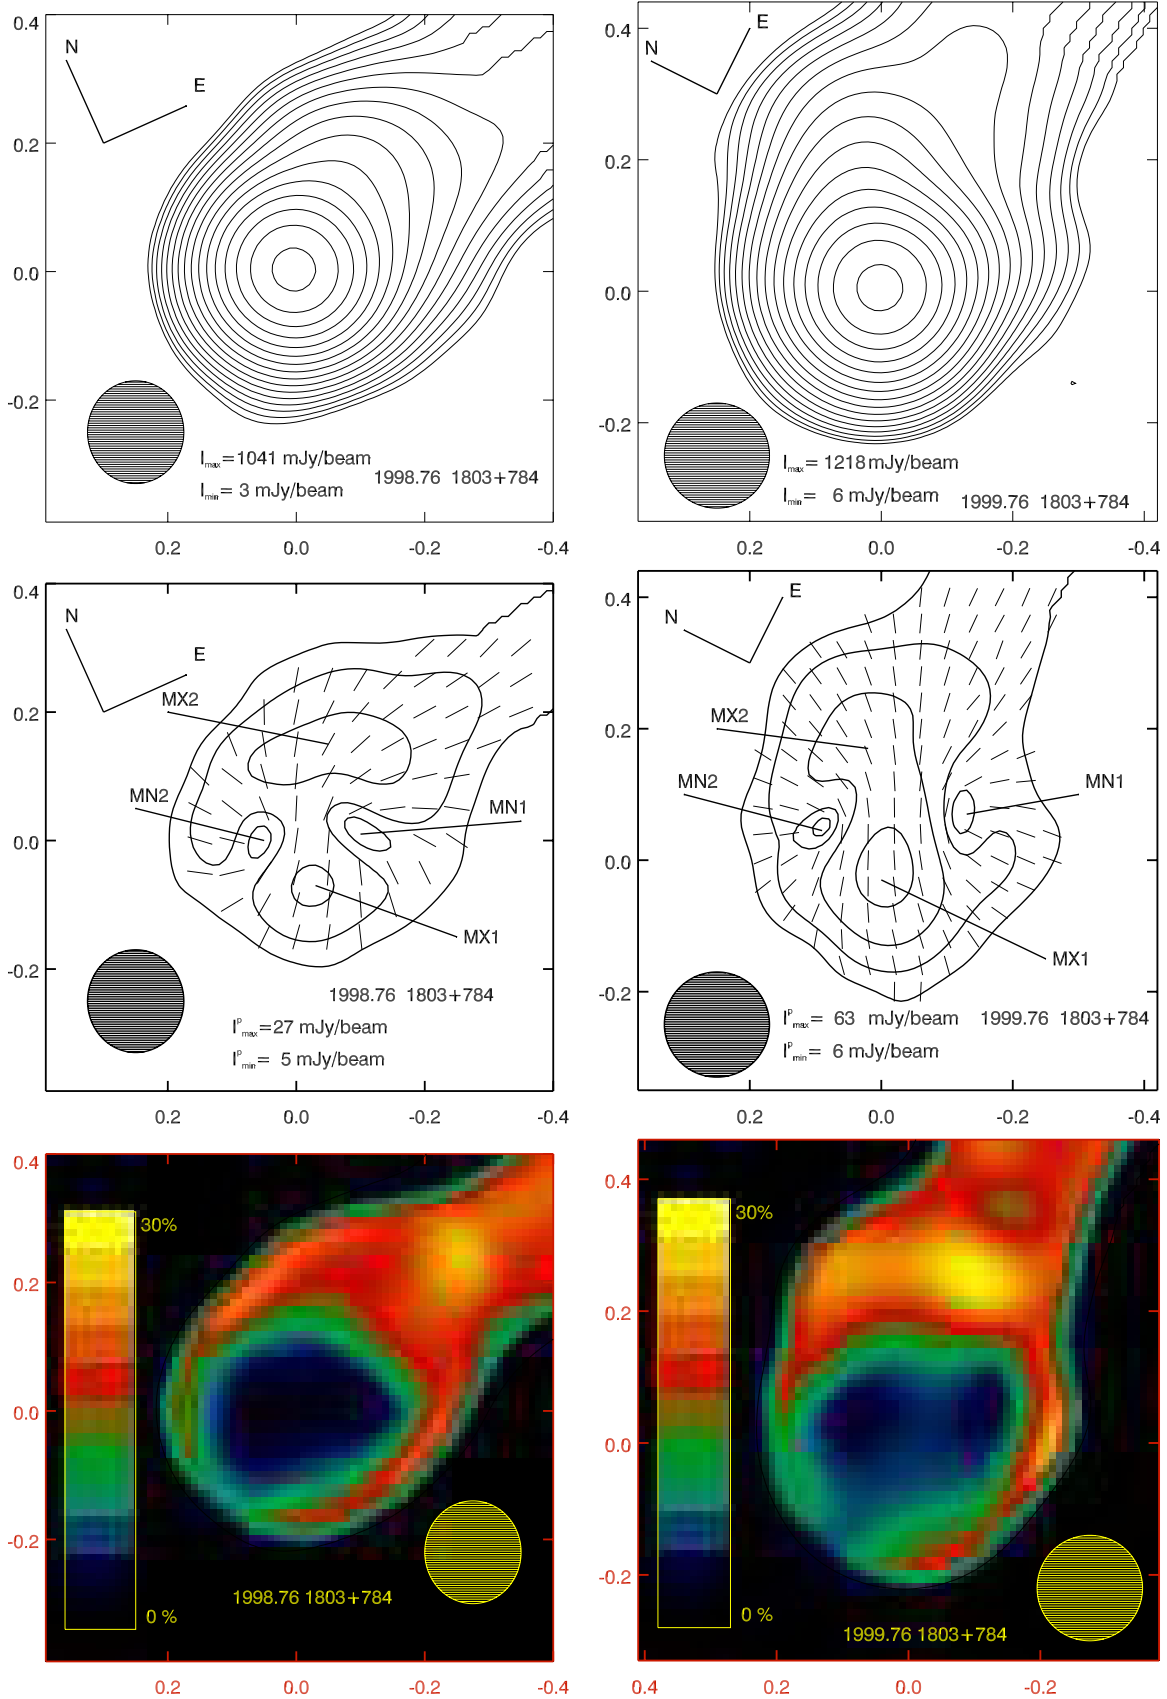 0.4
0.2
0.0
-0.2
N
E
I max = 1041 mJy/beam
I min = 3 mJy/beam
1998.76 1803+784
0.2 0.0 -0.2 -0.4
0.4
0.2
0.0
-0.2
N
E
I max = 1218 mJy/beam
I min = 6 mJy/beam
1999.76 1803+784
0.2 0.0 -0.2 -0.4
0.4
0.2
0.0
-0.2
N
E
MX2
MN2
MN1
MX1
1998.76 1803+784
I p max = 27 mJy/beam
I p min = 5 mJy/beam
0.2 0.0 -0.2 -0.4
0.4
0.2
0.0
-0.2
N
E
MX2
MN2
MN1
MX1
I p max = 63 mJy/beam 1999.76 1803+784
I p min = 6 mJy/beam
0.2 0.0 -0.2 -0.4
0.4
0.2
0.0
-0.2
30%
0 %
1998.76 1803+784
0.2 0.0 -0.2 -0.4
0.4
0.2
0.0
-0.2
30%
0 %
1999.76 1803+784
0.4 0.2 0.0 -0.2